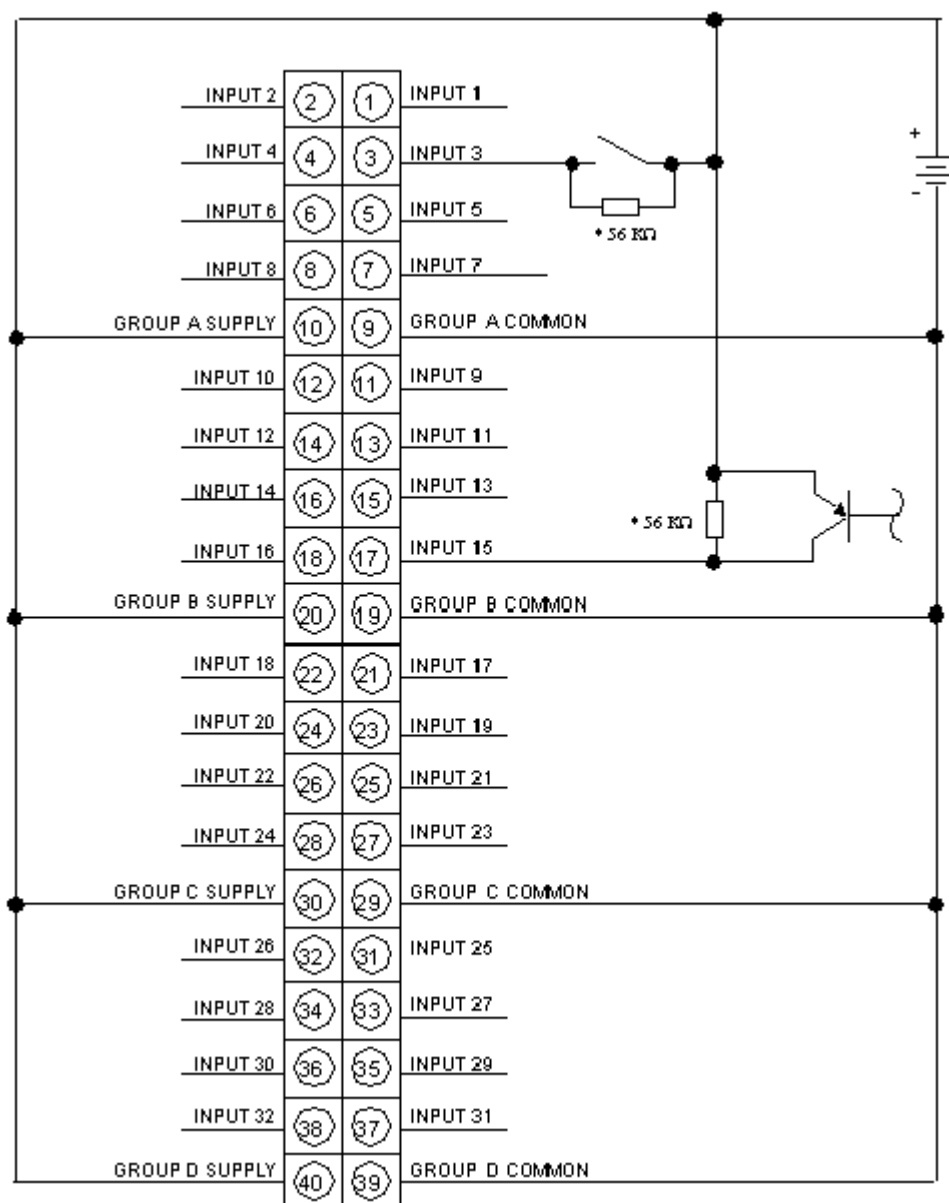 INPUT 2 2 1 INPUT 1
+
INPUT 4 4 3 INPUT 3
-
INPUT 6 6 5 INPUT 5
* 56 KΩ
INPUT 8 8 7 INPUT 7
GROUP A SUPPLY 10 9 GROUP A COMMON
INPUT 10 12 11 INPUT 9
INPUT 12 14 13 INPUT 11
INPUT 14 16 15 INPUT 13
* 56 KΩ
INPUT 16 18 17 INPUT 15
GROUP B SUPPLY 20 19 GROUP B COMMON
INPUT 18 22 21 INPUT 17
INPUT 20 24 23 INPUT 19
INPUT 22 26 25 INPUT 21
INPUT 24 28 27 INPUT 23
GROUP C SUPPLY 30 29 GROUP C COMMON
INPUT 26 32 31 INPUT 25
INPUT 28 34 33 INPUT 27
INPUT 30 36 35 INPUT 29
INPUT 32 38 37 INPUT 31
GROUP D SUPPLY 40 39 GROUP D COMMON